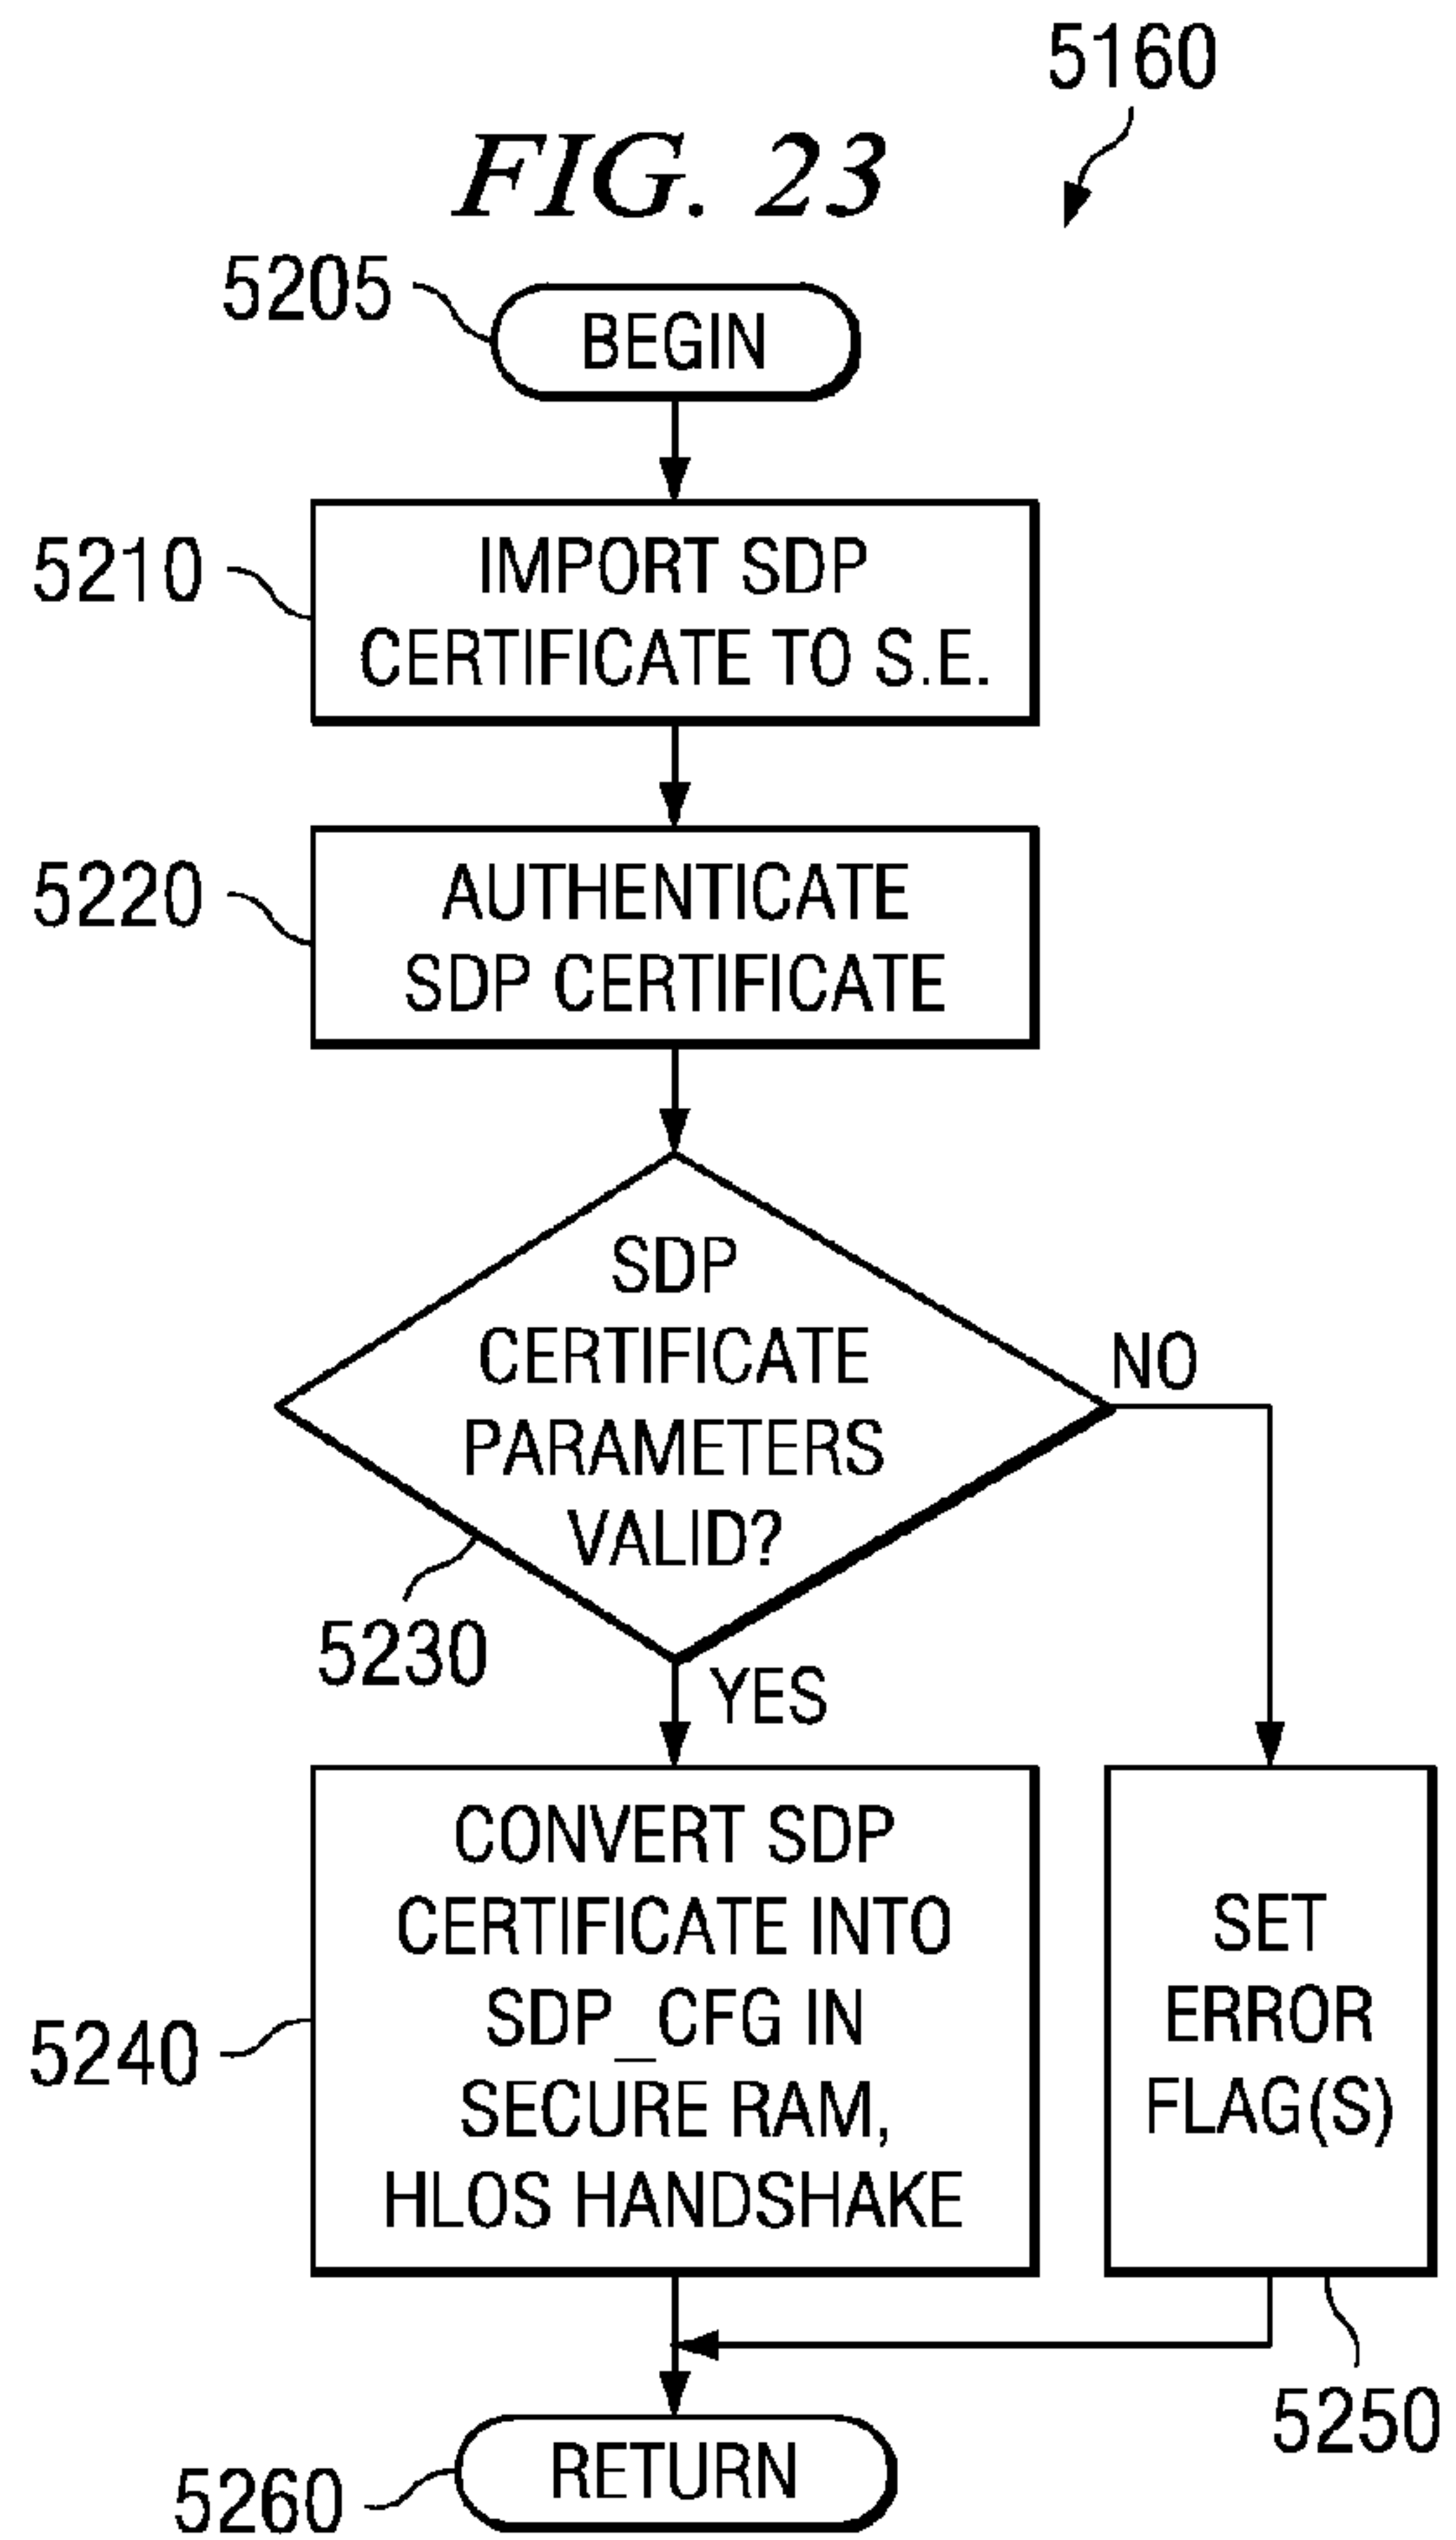 5160
FIG. 23
5205
BEGIN
5210
IMPORT SDP
CERTIFICATE TO S.E.
5220
AUTHENTICATE
SDP CERTIFICATE
SDP
CERTIFICATE
PARAMETERS
VALID?
NO
5230
YES
CONVERT SDP
CERTIFICATE INTO
SDP_CFG IN
SECURE RAM,
HLOS HANDSHAKE
5240
SET
ERROR
FLAG(S)
5250
5260
RETURN